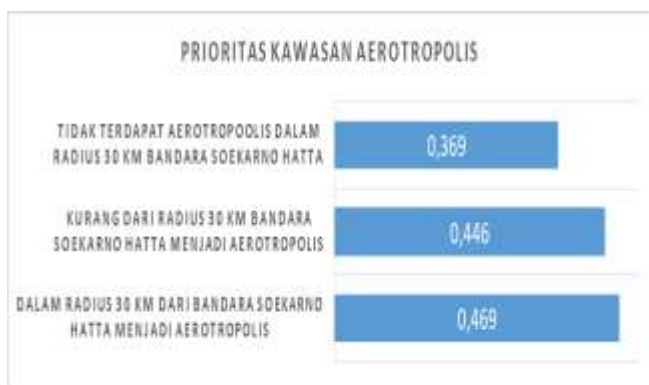 PRIORITAS KAWASAN AEROTROPOLIS
TIDAK TERDAPAT AEROTROPOOLIS DALAM
RADIUS 30 KM BANDARA SOEKARNO HATTA
0,369
KURANG DARI RADIUS 30 KM BANDARA
SOEKARNO HATTA MENJADI AEROTROPOLIS
0,446
DALAM RADIUS 30 KM DARI BANDARA SOEKARNO
HATTA MENJADI AEROTROPOLIS
0,469